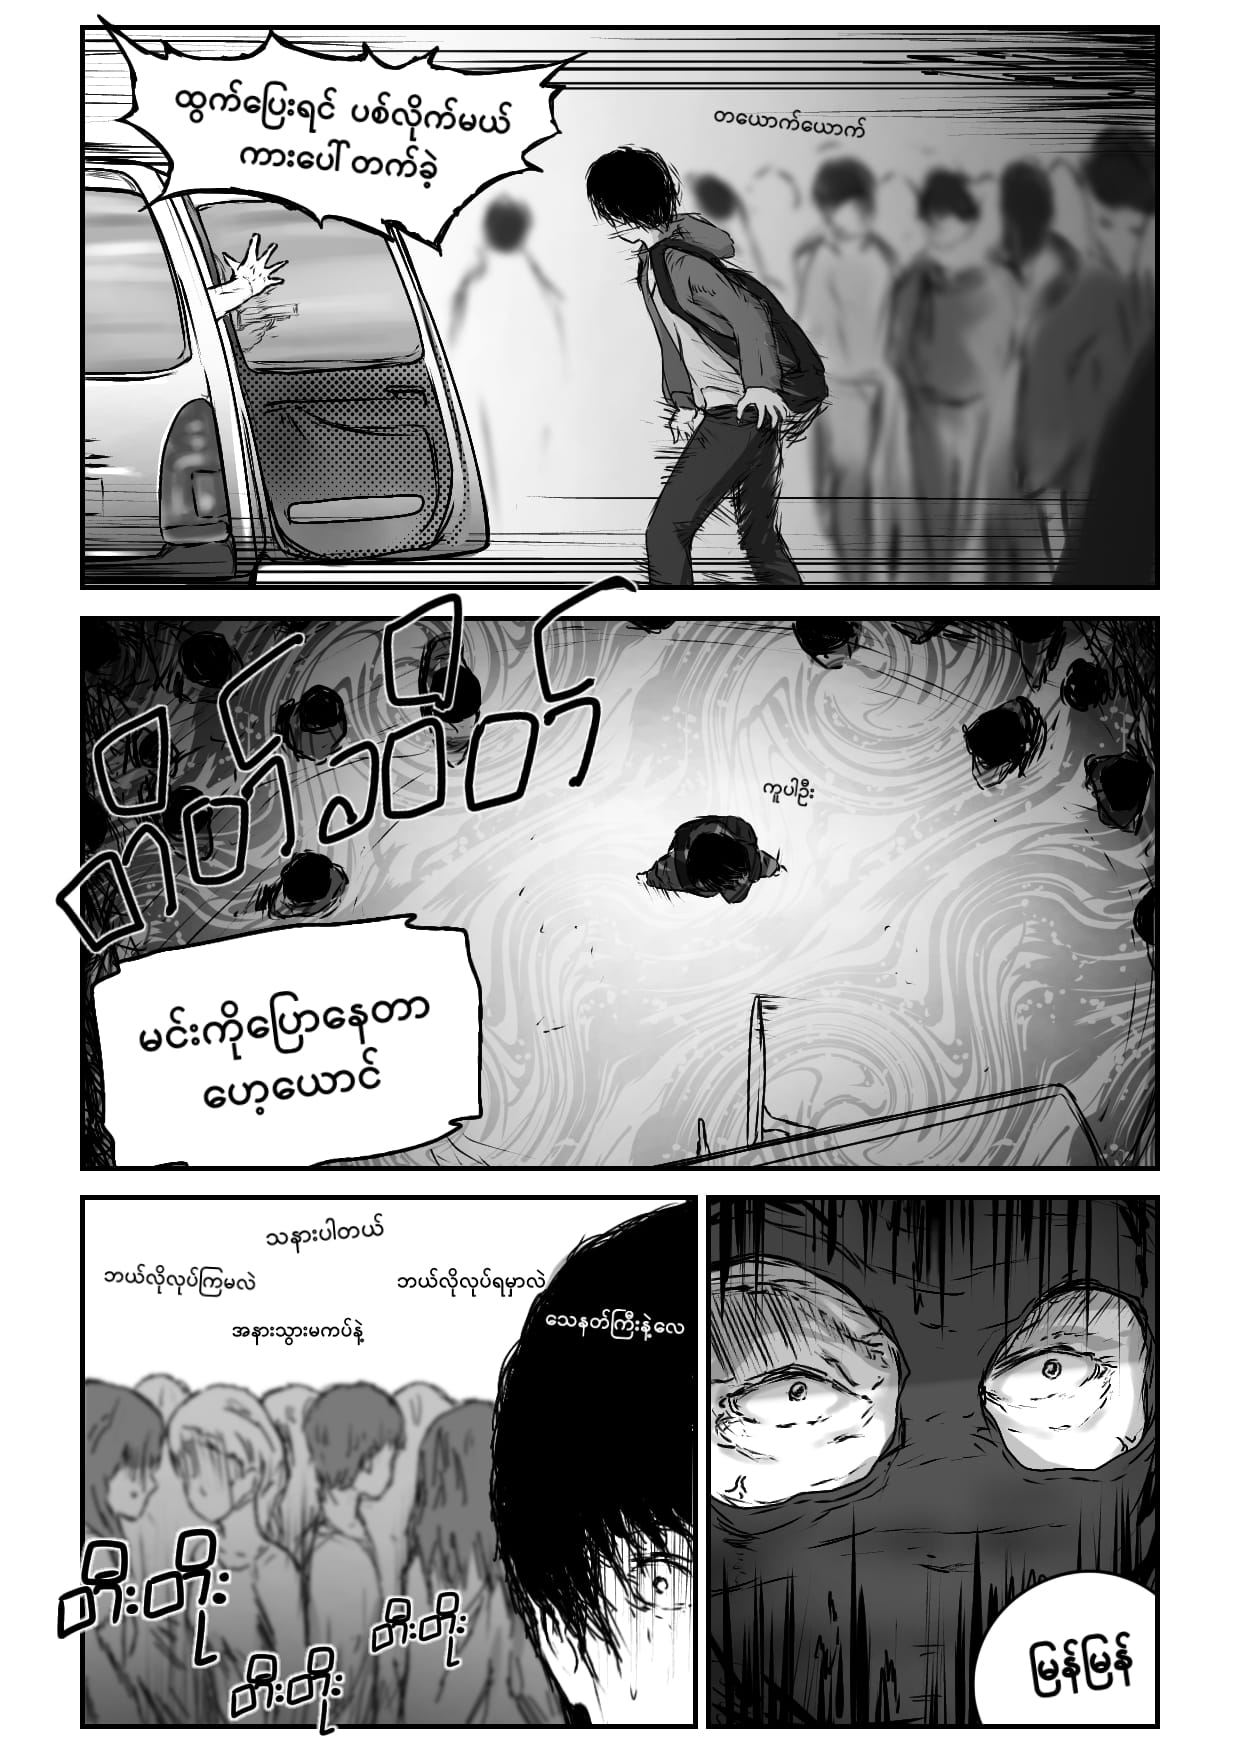 ထွက်ပြေးရင် ပစ်လိုက်မယ်
ကားပေါ်တက်ခဲ့
တယောက်ယောက်
တိတ်ဆိတ်
ကူပါဦး
မင်းကိုပြောနေတာ
ဟေ့ယောင်
သနားပါတယ်
ဘယ်လိုလုပ်ကြမလဲ
ဘယ်လိုလုပ်ရမှာလဲ
အနားသွားမကပ်နဲ့
သေနတ်ကြီးနဲ့လေ
တီးတိုး
တီးတိုး
တီးတိုး
မြန်မြန်